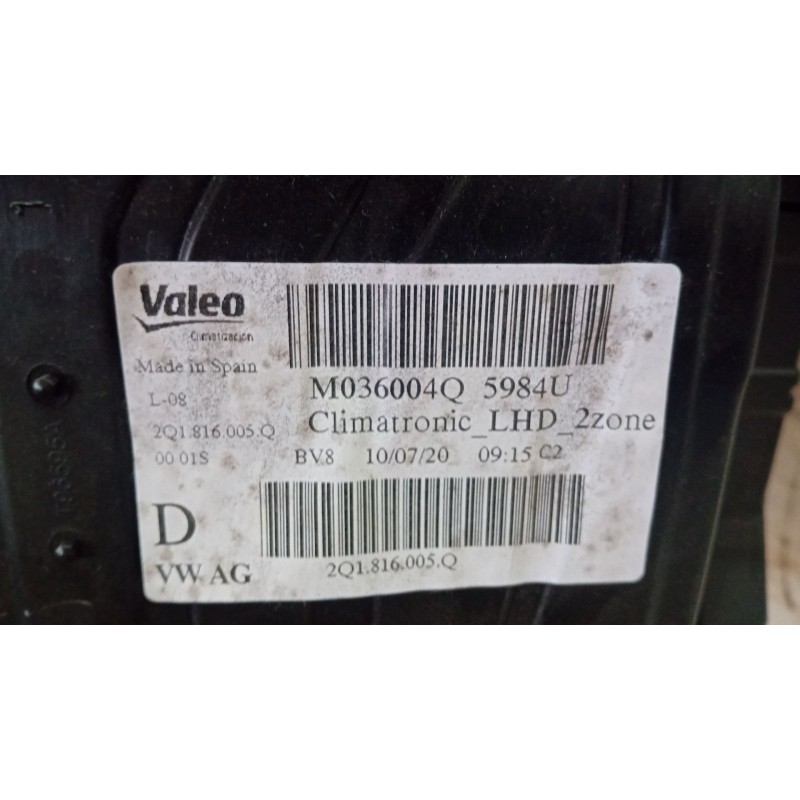 Valeo
Climatización
Made in Spain
L-08
2Q1.816.005.Q
00 01S
M036004Q 5984U
Climatronic_LHD_2zone
BV8 10/07/20 09:15 C2
D
VW AG
2Q1.816.005.Q